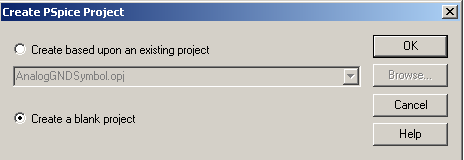 Create PSpice Project
Create based upon an existing project
OK
AnalogGNDSymbol.opj
Browse...
Cancel
Create a blank project
Help